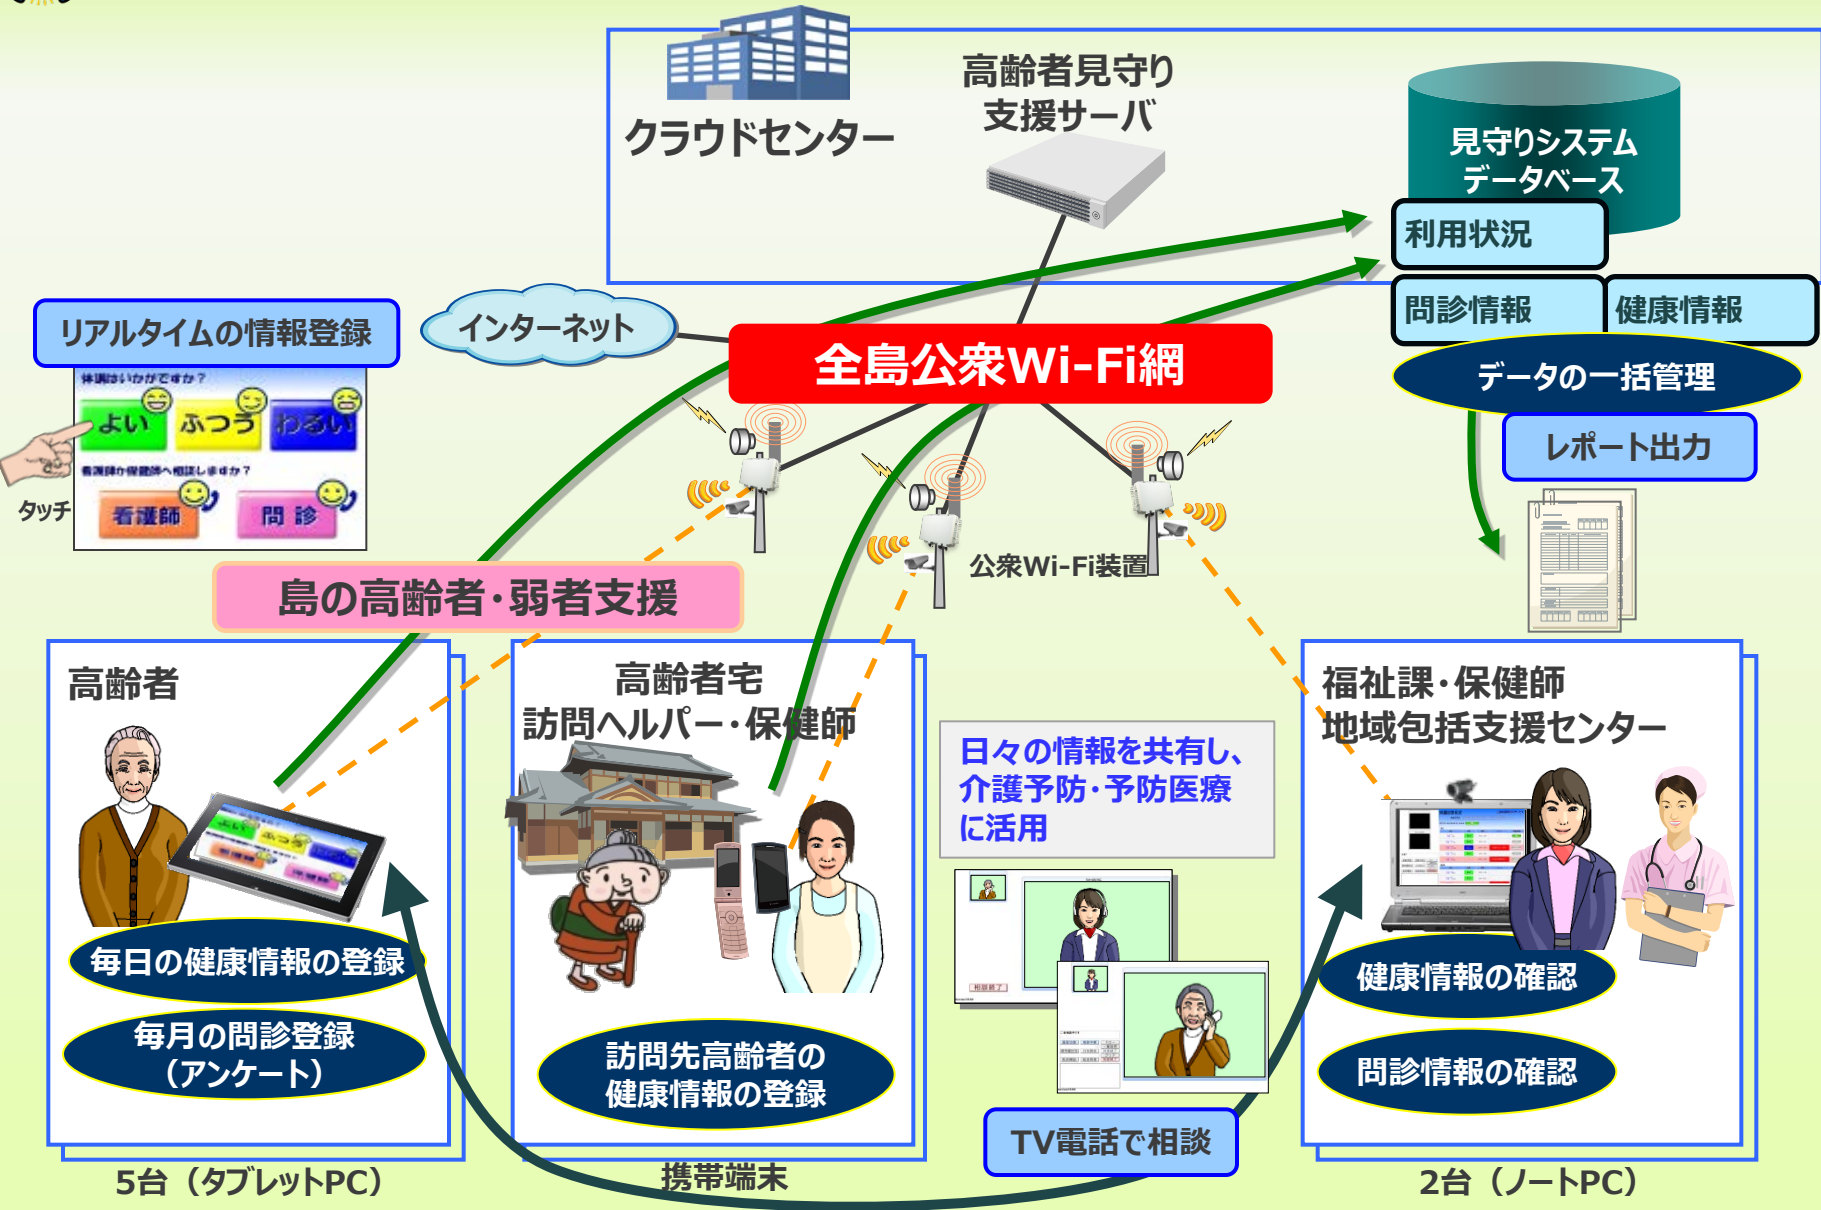 クラウドセンター
高齢者見守り
支援サーバ
見守りシステム
データベース
利用状況
問診情報
健康情報
データの一括管理
レポート出力
リアルタイムの情報登録
インターネット
全島公衆Wi-Fi網
体調はいかがですか？
よい
ふつう
わるい
看護師か保健師へ相談しますか？
看護師
問診
タッチ
公衆Wi-Fi装置
島の高齢者・弱者支援
高齢者
毎日の健康情報の登録
毎月の問診登録
（アンケート）
5台（タブレットPC）
高齢者宅
訪問ヘルパー・保健師
訪問先高齢者の
健康情報の登録
携帯端末
日々の情報を共有し、
介護予防・予防医療
に活用
相談終了
TV電話で相談
福祉課・保健師
地域包括支援センター
健康情報の確認
問診情報の確認
2台（ノートPC）